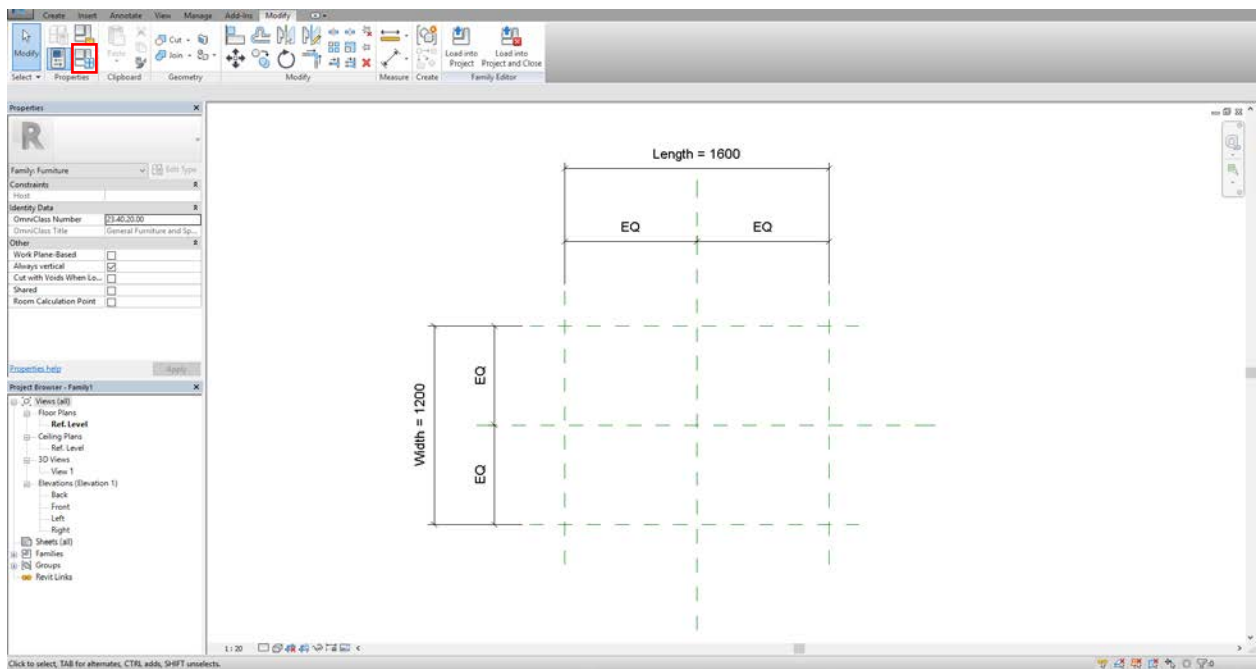 Create Insert Annotate View Manage Add-Ins Modify
Modify
Paste
Cut
Join
Load into Project
Load into Project and Close
Select Properties Clipboard Geometry Modify Measure Create Family Editor
Properties
R
Family: Furniture Edit Type
Constraints
Host
Identity Data
OmniClass Number 23.40.20.00
OmniClass Title General Furniture and Sp...
Other
Work Plane-Based
Always vertical
Cut with Voids When Lo...
Shared
Room Calculation Point
Properties help Apply
Project Browser - Family1
Views (all)
Floor Plans
Ref. Level
Ceiling Plans
Ref. Level
3D Views
View 1
Elevations (Elevation 1)
Back
Front
Left
Right
Sheets (all)
Families
Groups
Revit Links
Length = 1600
EQ EQ
Width = 1200
EQ
EQ
1 : 20
Click to select, TAB for alternates, CTRL adds, SHIFT unselects.
:0